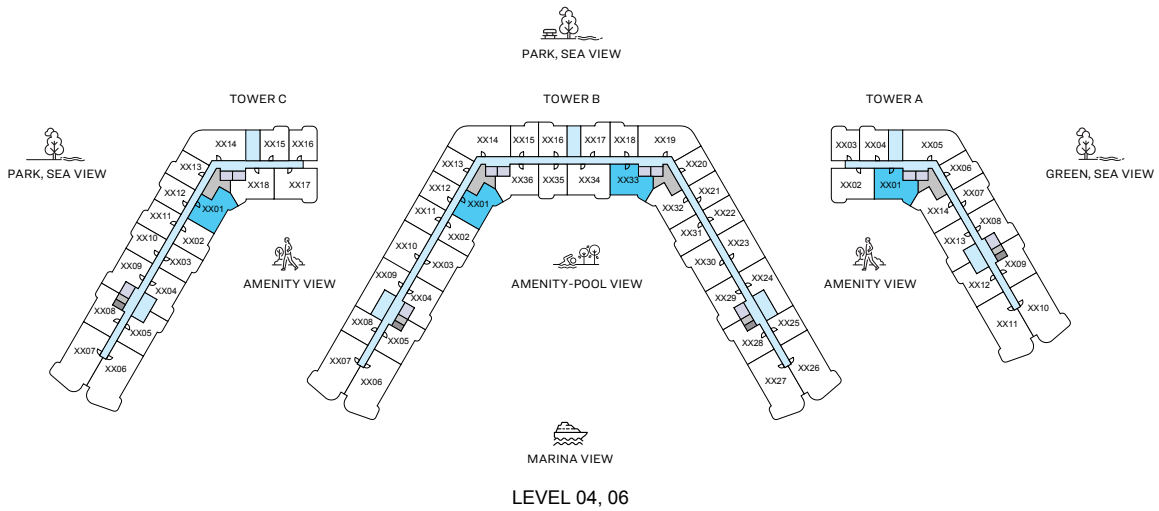 PARK, SEA VIEW
TOWER C
TOWER B
TOWER A
PARK, SEA VIEW
GREEN, SEA VIEW
XX14
XX15
XX16
XX13
XX12
XX11
XX10
XX09
XX08
XX07
XX06
XX05
XX04
XX03
XX02
XX01
XX18
XX17
AMENITY VIEW
XX14
XX15
XX16
XX17
XX18
XX19
XX13
XX12
XX11
XX10
XX09
XX08
XX07
XX06
XX05
XX04
XX03
XX02
XX01
XX36
XX35
XX34
XX33
XX32
XX31
XX30
XX29
XX28
XX27
XX26
XX25
XX24
XX23
XX22
XX21
XX20
AMENITY-POOL VIEW
AMENITY VIEW
XX03
XX04
XX05
XX02
XX01
XX06
XX07
XX08
XX09
XX10
XX11
XX12
XX13
XX14
MARINA VIEW
LEVEL 04, 06